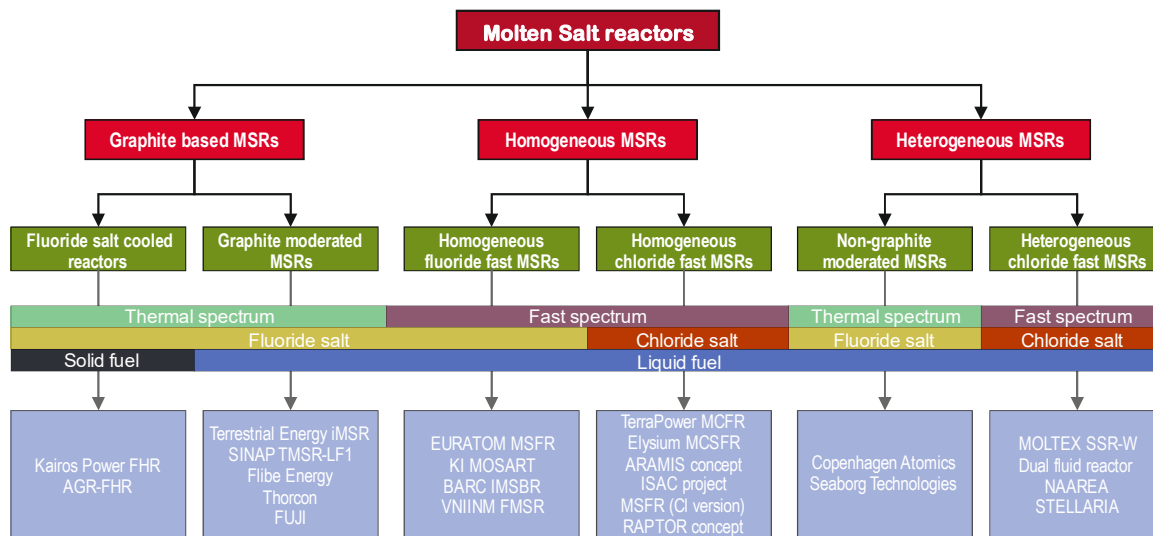 Molten Salt reactors
Graphite based MSRs
Homogeneous MSRs
Heterogeneous MSRs
Fluoride salt cooled
reactors
Graphite moderated
MSRs
Homogeneous
fluoride fast MSRs
Homogeneous
chloride fast MSRs
Non-graphite
moderated MSRs
Heterogeneous
chloride fast MSRs
Thermal spectrum
Fast spectrum
Thermal spectrum
Fast spectrum
Fluoride salt
Chloride salt
Fluoride salt
Chloride salt
Solid fuel
Liquid fuel
Kairos Power FHR
AGR-FHR
Terrestrial Energy iMSR
SINAP TMSR-LF1
Flibe Energy
Thorcon
FUJI
EURATOM MSFR
KI MOSART
BARC IMSBR
VNIINM FMSR
TerraPower MCFR
Elysium MCSFR
ARAMIS concept
ISAC project
MSFR (Cl version)
RAPTOR concept
Copenhagen Atomics
Seaborg Technologies
MOLTEX SSR-W
Dual fluid reactor
NAAREA
STELLARIA